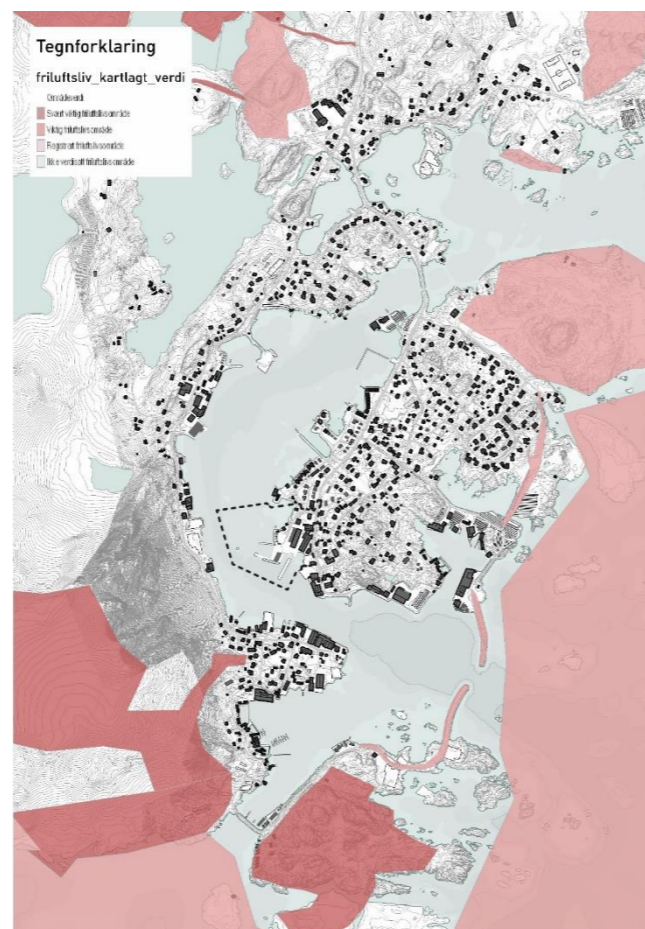 Tegnforklaring
friluftsliv_kartlagt_verdi
Områdeverdi
Svært viktig friluftslivsområde
Viktig friluftslivsområde
Registrert friluftslivsområde
Ikke verdisatt friluftslivsområde